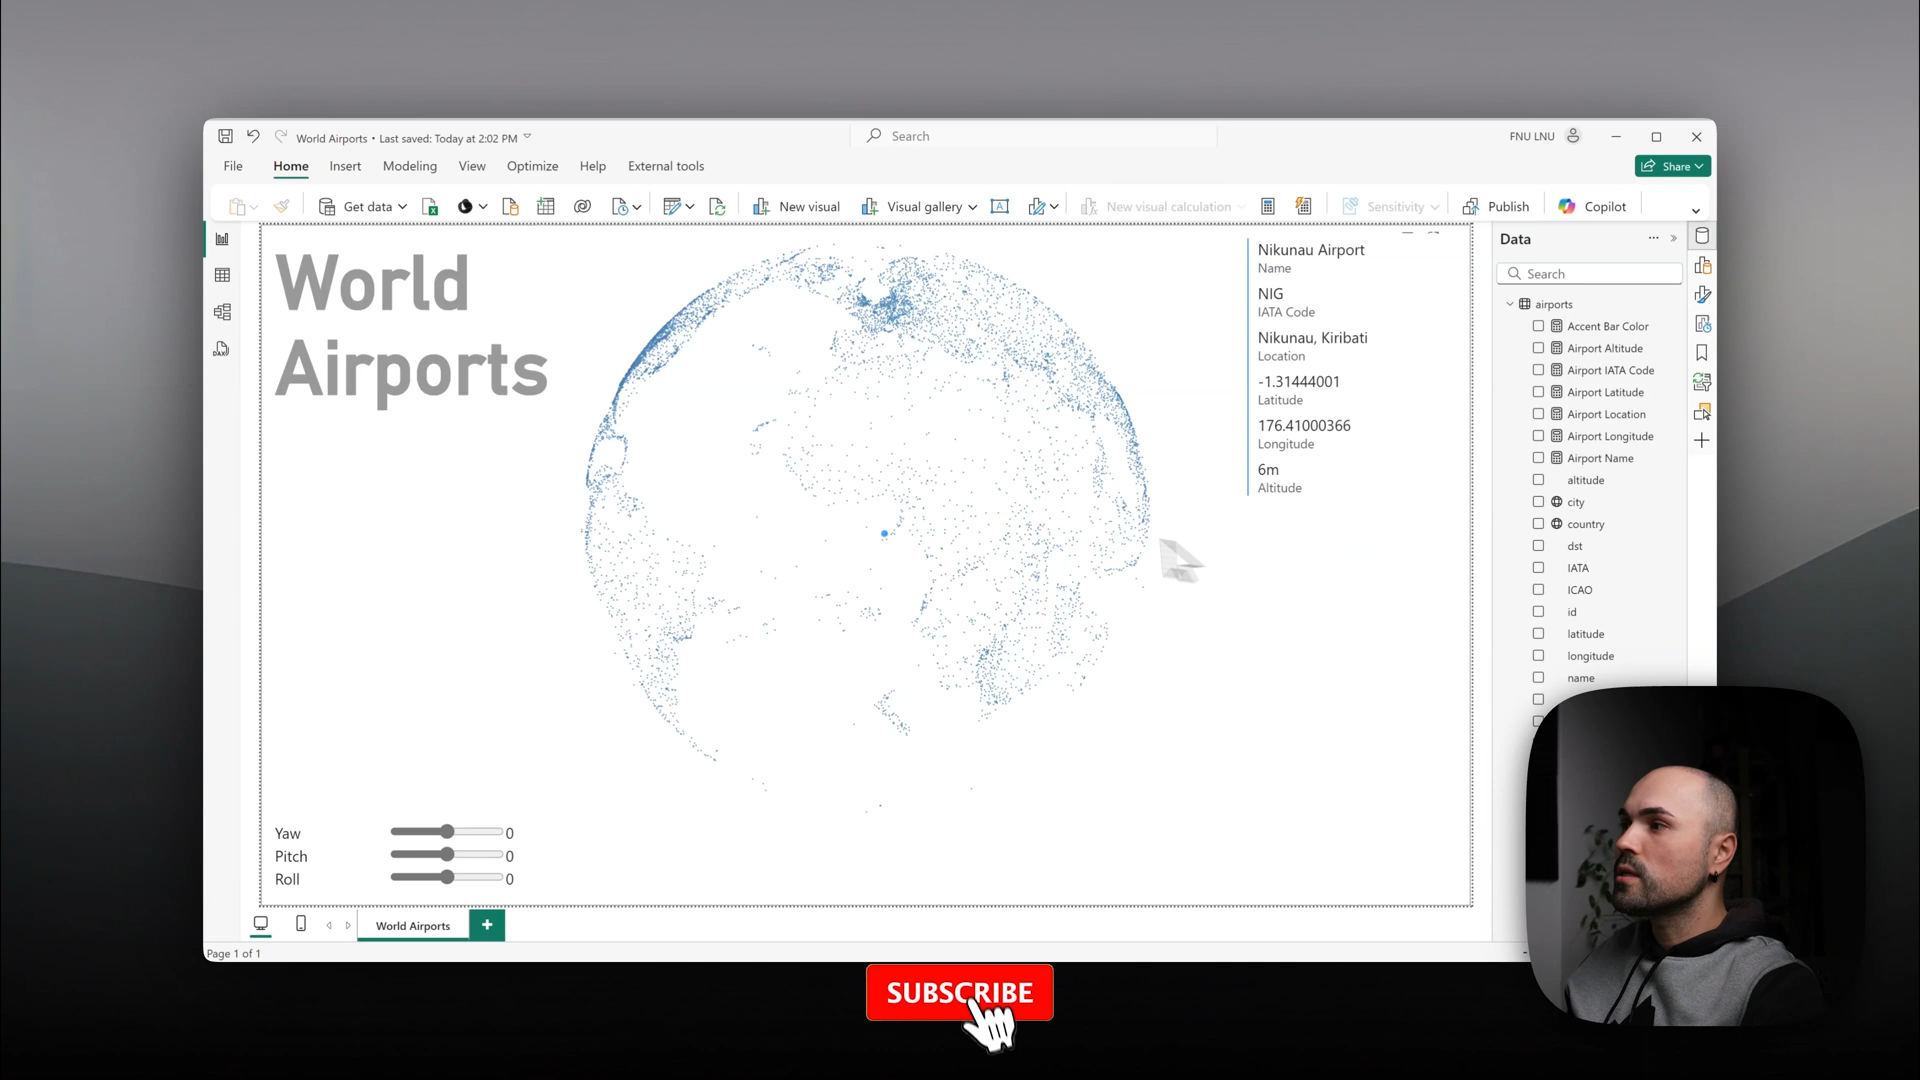 World Airports • Last saved: Today at 2:02 PM
Search
FNU LNU
File
Home
Insert
Modeling
View
Optimize
Help
External tools
Share
Get data
New visual
Visual gallery
New visual calculation
Sensitivity
Publish
Copilot
World
Airports
Nikunau Airport
Name
NIG
IATA Code
Nikunau, Kiribati
Location
-1.31444001
Latitude
176.41000366
Longitude
6m
Altitude
Data
Search
airports
Accent Bar Color
Airport Altitude
Airport IATA Code
Airport Latitude
Airport Location
Airport Longitude
Airport Name
altitude
city
country
dst
IATA
ICAO
id
latitude
longitude
name
DAX
Yaw 0
Pitch 0
Roll 0
World Airports
Page 1 of 1
SUBSCRIBE